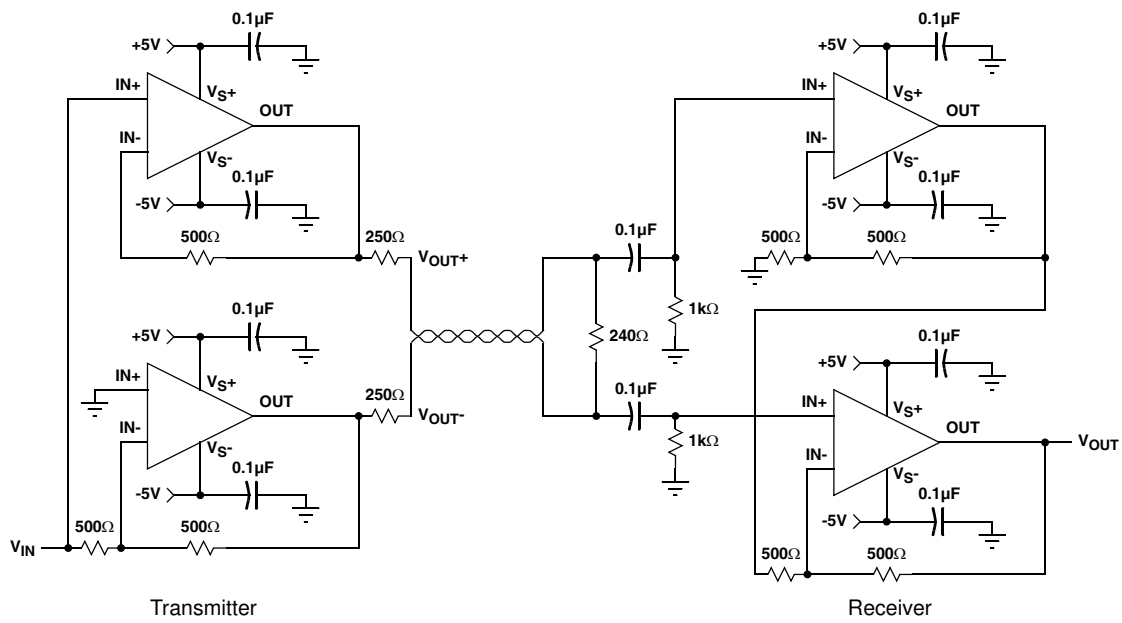 0.1µF
+5V
IN+
VS+
OUT
IN-
VS-
0.1µF
-5V
500Ω
250Ω
VOUT+
0.1µF
+5V
IN+
VS+
OUT
250Ω
VOUT-
IN-
VS-
0.1µF
-5V
500Ω
500Ω
VIN
Transmitter
0.1µF
1kΩ
240Ω
0.1µF
1kΩ
0.1µF
+5V
IN+
VS+
OUT
IN-
VS-
0.1µF
-5V
500Ω
500Ω
0.1µF
+5V
IN+
VS+
OUT
VOUT
IN-
VS-
0.1µF
-5V
500Ω
500Ω
Receiver